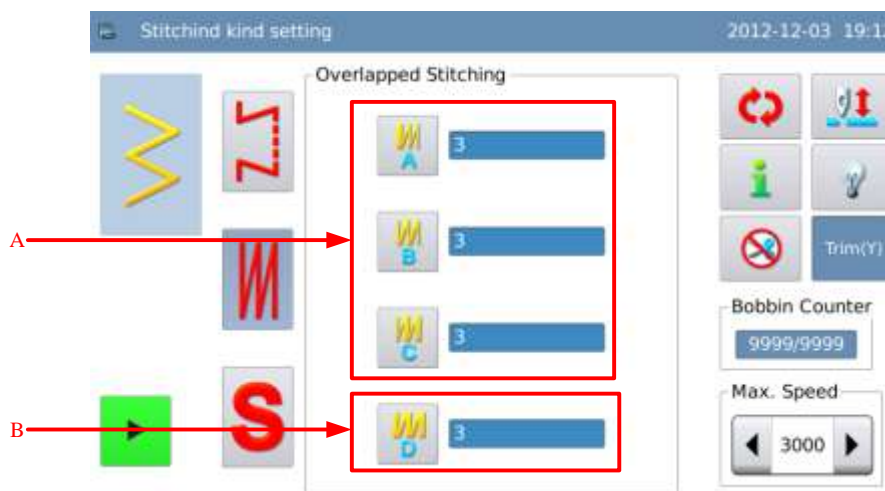 Stitchind kind setting
2012-12-03 19:12
Overlapped Stitching
A
3
B
3
C
3
D
3
A
B
S
Trim(Y)
Bobbin Counter
9999/9999
Max. Speed
3000